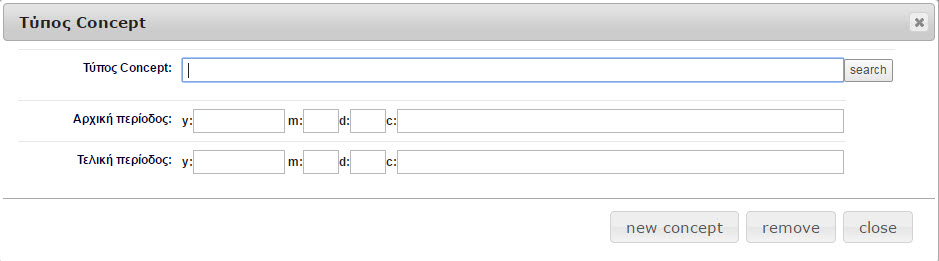 Τύπος Concept
Τύπος Concept: search
Αρχική περίοδος: y: m: d: c:
Τελική περίοδος: y: m: d: c:
new concept remove close